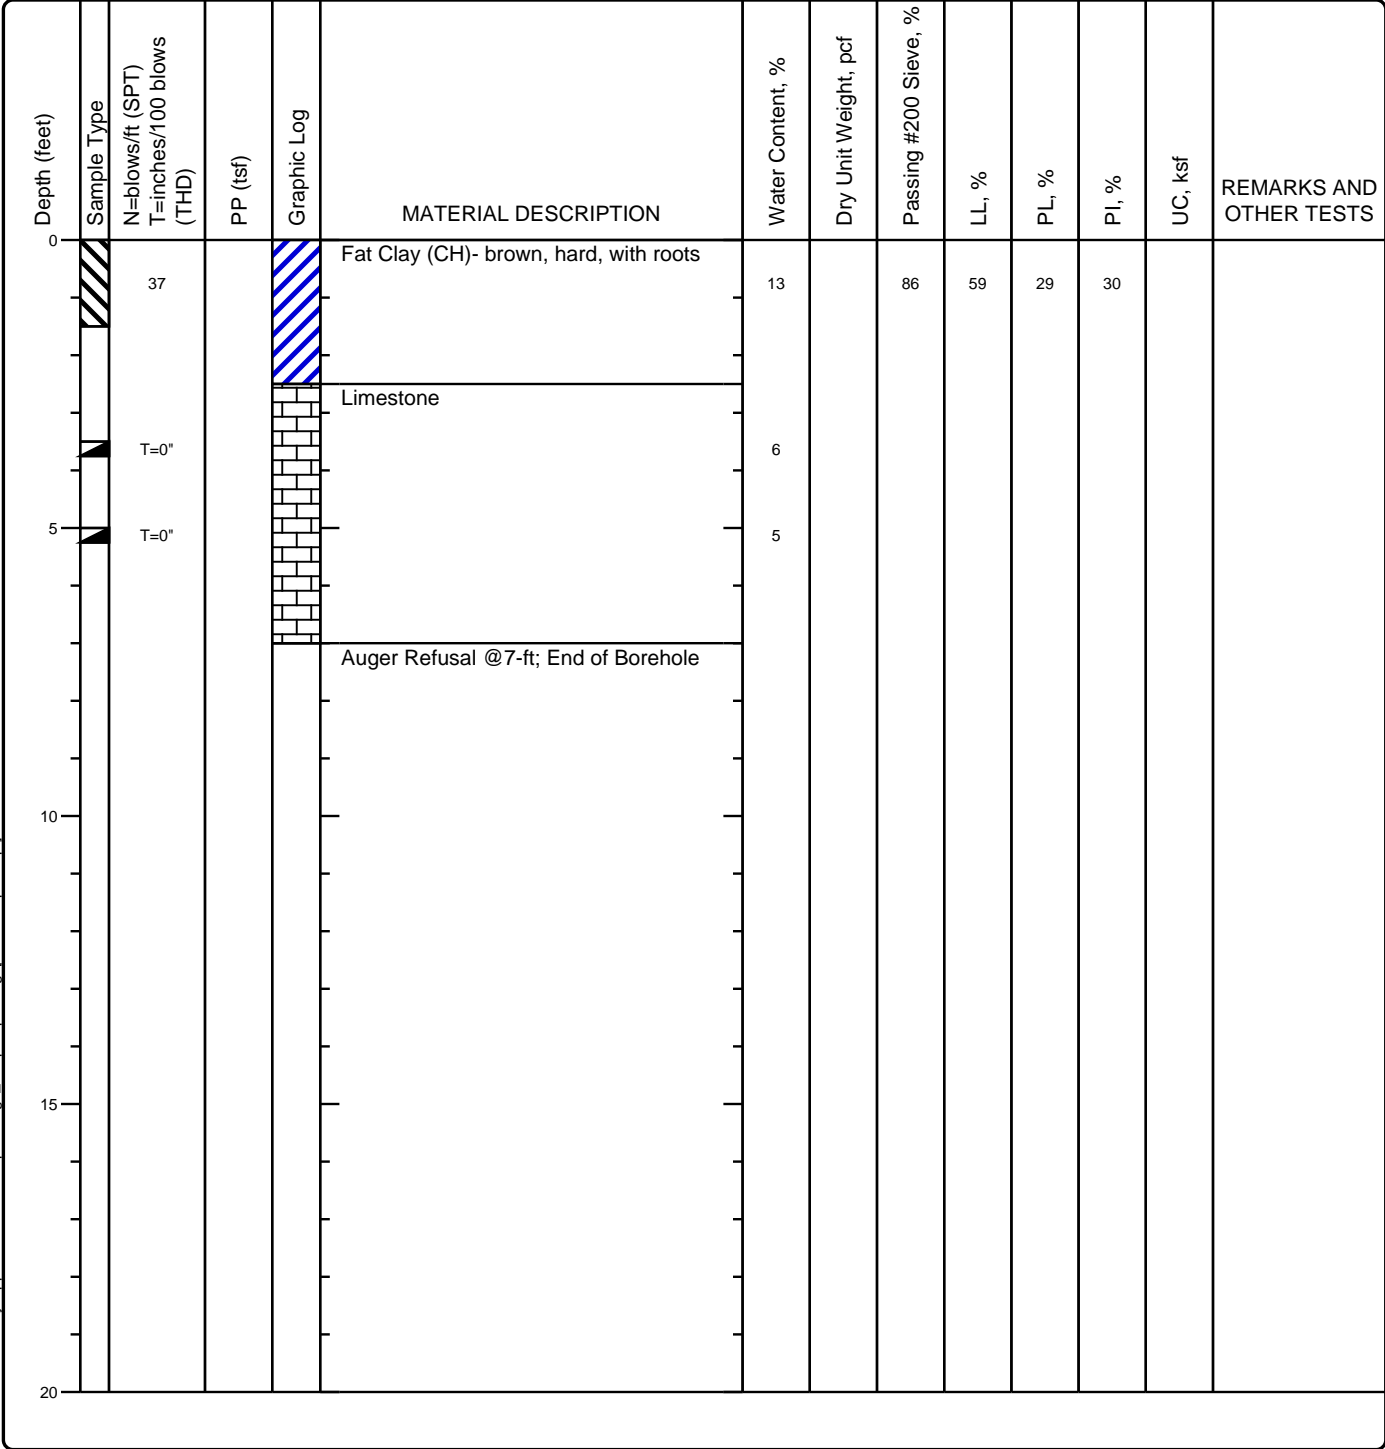 Depth (feet)
Sample Type
N=blows/ft (SPT)
T=inches/100 blows
(THD)
PP (tsf)
Graphic Log
MATERIAL DESCRIPTION
Water Content, %
Dry Unit Weight, pcf
Passing #200 Sieve, %
LL, %
PL, %
PI, %
UC, ksf
REMARKS AND
OTHER TESTS
0
Fat Clay (CH)- brown, hard, with roots
37
13
86
59
29
30
Limestone
T=0"
6
5
T=0"
5
Auger Refusal @7-ft; End of Borehole
10
15
20